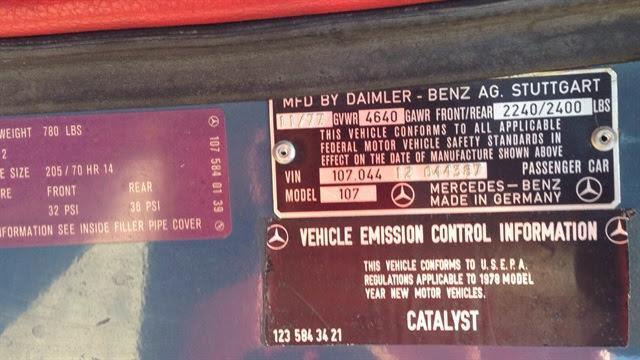 WEIGHT 780 LBS
2
E SIZE 205/70 HR 14
E FRONT REAR
32 PSI 36 PSI
NFORMATION SEE INSIDE FILLER PIPE COVER
107 584 01 39
MFD BY DAIMLER - BENZ AG. STUTTGART
11/77 GVWR 4640 GAWR FRONT/REAR 2240/2400 LBS
THIS VEHICLE CONFORMS TO ALL APPLICABLE
FEDERAL MOTOR VEHICLE SAFETY STANDARDS IN
EFFECT ON THE DATE OF MANUFACTURE SHOWN ABOVE
VIN 107.044 12 044387 PASSENGER CAR
MODEL 107 MERCEDES-BENZ
MADE IN GERMANY
VEHICLE EMISSION CONTROL INFORMATION
THIS VEHICLE CONFORMS TO U.S.E.P.A.
REGULATIONS APPLICABLE TO 1978 MODEL
YEAR NEW MOTOR VEHICLES.
CATALYST
123 584 34 21